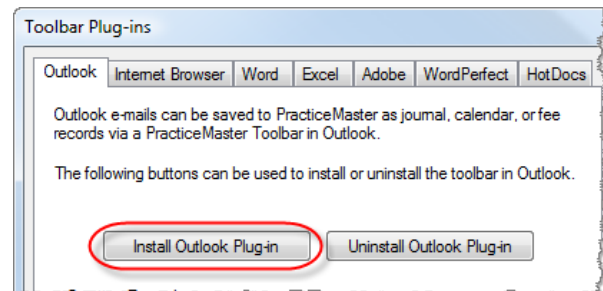 Toolbar Plug-ins
Outlook Internet Browser Word Excel Adobe WordPerfect HotDocs
Outlook e-mails can be saved to PracticeMaster as journal, calendar, or fee
records via a PracticeMaster Toolbar in Outlook.
The following buttons can be used to install or uninstall the toolbar in Outlook.
Install Outlook Plug-in Uninstall Outlook Plug-in